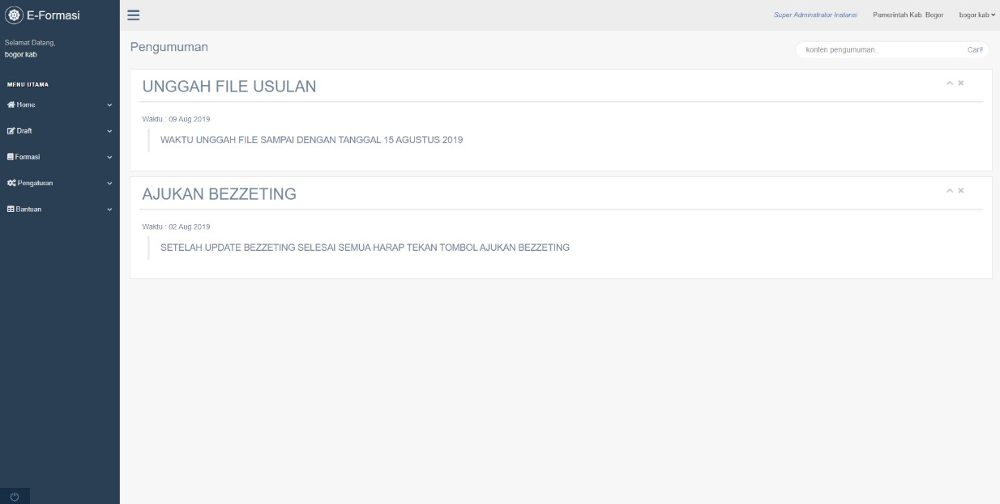 E-Formasi
Super Adminstrator Instansi Pemerintah Kab. Bogor bogor.kab
Selamat Datang,
bogor.kab
MENU UTAMA
Home
Draft
Formasi
Pengaturan
Bantuan
Pengumuman
konten pengumuman.. Cari!
UNGGAH FILE USULAN
Waktu : 09 Aug 2019
WAKTU UNGGAH FILE SAMPAI DENGAN TANGGAL 15 AGUSTUS 2019
AJUKAN BEZZETING
Waktu : 02 Aug 2019
SETELAH UPDATE BEZZETING SELESAI SEMUA HARAP TEKAN TOMBOL AJUKAN BEZZETING